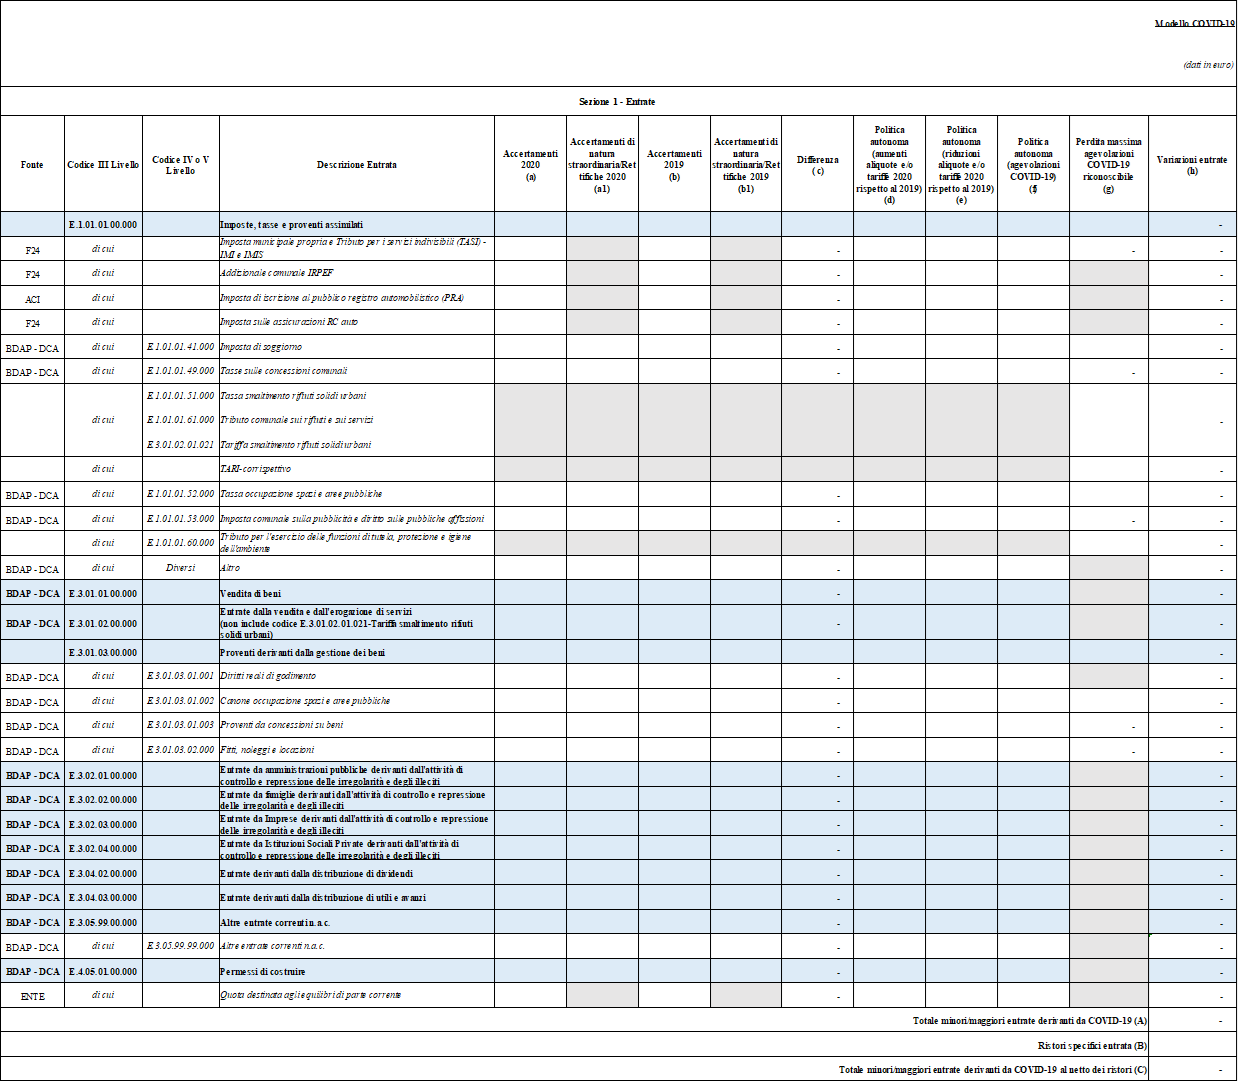 Modello COVID-19
(dati in euro)
Sezione 1 - Entrate
Fonte
Codice III Livello
Codice IV o V
Livello
Descrizione Entrata
Accertamenti
2020
(a)
Accertamenti di
natura
straordinaria/Ret
tifiche 2020
(a1)
Accertamenti
2019
(b)
Accertamenti di
natura
straordinaria/Ret
tifiche 2019
(b1)
Differenza
( c)
Politica
autonoma
(aumenti
aliquote e/o
tariffe 2020
rispetto al 2019)
(d)
Politica
autonoma
(riduzioni
aliquote e/o
tariffe 2020
rispetto al 2019)
(e)
Politica
autonoma
(agevolazioni
COVID-19)
(f)
Perdita massima
agevolazioni
COVID-19
riconoscibile
(g)
Variazioni entrate
(h)
E.1.01.01.00.000 Imposte, tasse e proventi assimilati -
F24 di cui Imposta municipale propria e Tributo per i servizi indivisibili (TASI) -
IMI e IMIS - - -
F24 di cui Addizionale comunale IRPEF - -
ACI di cui Imposta di iscrizione al pubblico registro automobilistico (PRA) - -
F24 di cui Imposta sulle assicurazioni RC auto - -
BDAP - DCA di cui E.1.01.01.41.000 Imposta di soggiorno - -
BDAP - DCA di cui E.1.01.01.49.000 Tasse sulle concessioni comunali - - -
E.1.01.01.51.000 Tassa smaltimento rifiuti solidi urbani
di cui E.1.01.01.61.000 Tributo comunale sui rifiuti e sui servizi -
E.3.01.02.01.021 Tariffa smaltimento rifiuti solidi urbani
di cui TARI-corrispettivo -
BDAP - DCA di cui E.1.01.01.52.000 Tassa occupazione spazi e aree pubbliche - -
BDAP - DCA di cui E.1.01.01.53.000 Imposta comunale sulla pubblicità e diritto sulle pubbliche affissioni - - -
di cui E.1.01.01.60.000 Tributo per l'esercizio delle funzioni di tutela, protezione e igiene
dell'ambiente -
BDAP - DCA di cui Diversi Altro - -
BDAP - DCA E.3.01.01.00.000 Vendita di beni - -
BDAP - DCA E.3.01.02.00.000 Entrate dalla vendita e dall'erogazione di servizi
(non include codice E.3.01.02.01.021-Tariffa smaltimento rifiuti
solidi urbani) - -
E.3.01.03.00.000 Proventi derivanti dalla gestione dei beni -
BDAP - DCA di cui E.3.01.03.01.001 Diritti reali di godimento - -
BDAP - DCA di cui E.3.01.03.01.002 Canone occupazione spazi e aree pubbliche - -
BDAP - DCA di cui E.3.01.03.01.003 Proventi da concessioni su beni - - -
BDAP - DCA di cui E.3.01.03.02.000 Fitti, noleggi e locazioni - - -
BDAP - DCA E.3.02.01.00.000 Entrate da amministrazioni pubbliche derivanti dall'attività di
controllo e repressione delle irregolarità e degli illeciti - -
BDAP - DCA E.3.02.02.00.000 Entrate da famiglie derivanti dall'attività di controllo e repressione
delle irregolarità e degli illeciti - -
BDAP - DCA E.3.02.03.00.000 Entrate da Imprese derivanti dall'attività di controllo e repressione
delle irregolarità e degli illeciti - -
BDAP - DCA E.3.02.04.00.000 Entrate da Istituzioni Sociali Private derivanti dall'attività di
controllo e repressione delle irregolarità e degli illeciti - -
BDAP - DCA E.3.04.02.00.000 Entrate derivanti dalla distribuzione di dividendi - -
BDAP - DCA E.3.04.03.00.000 Entrate derivanti dalla distribuzione di utili e avanzi - -
BDAP - DCA E.3.05.99.00.000 Altre entrate correnti n.a.c. - -
BDAP - DCA di cui E.3.05.99.99.000 Altre entrate correnti n.a.c. - -
BDAP - DCA E.4.05.01.00.000 Permessi di costruire - -
ENTE di cui Quota destinata agli equilibri di parte corrente - -
Totale minori/maggiori entrate derivanti da COVID-19 (A) -
Ristori specifici entrata (B)
Totale minori/maggiori entrate derivanti da COVID-19 al netto dei ristori (C) -